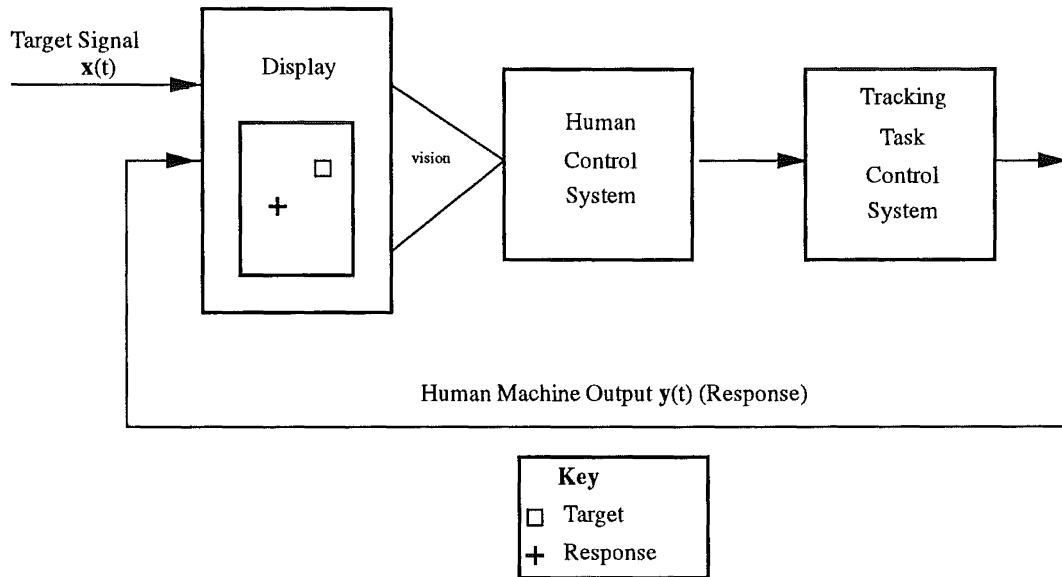 Target Signal
x(t)
Display
vision
Human
Control
System
Tracking
Task
Control
System
Human Machine Output y(t) (Response)
Key
Target
Response